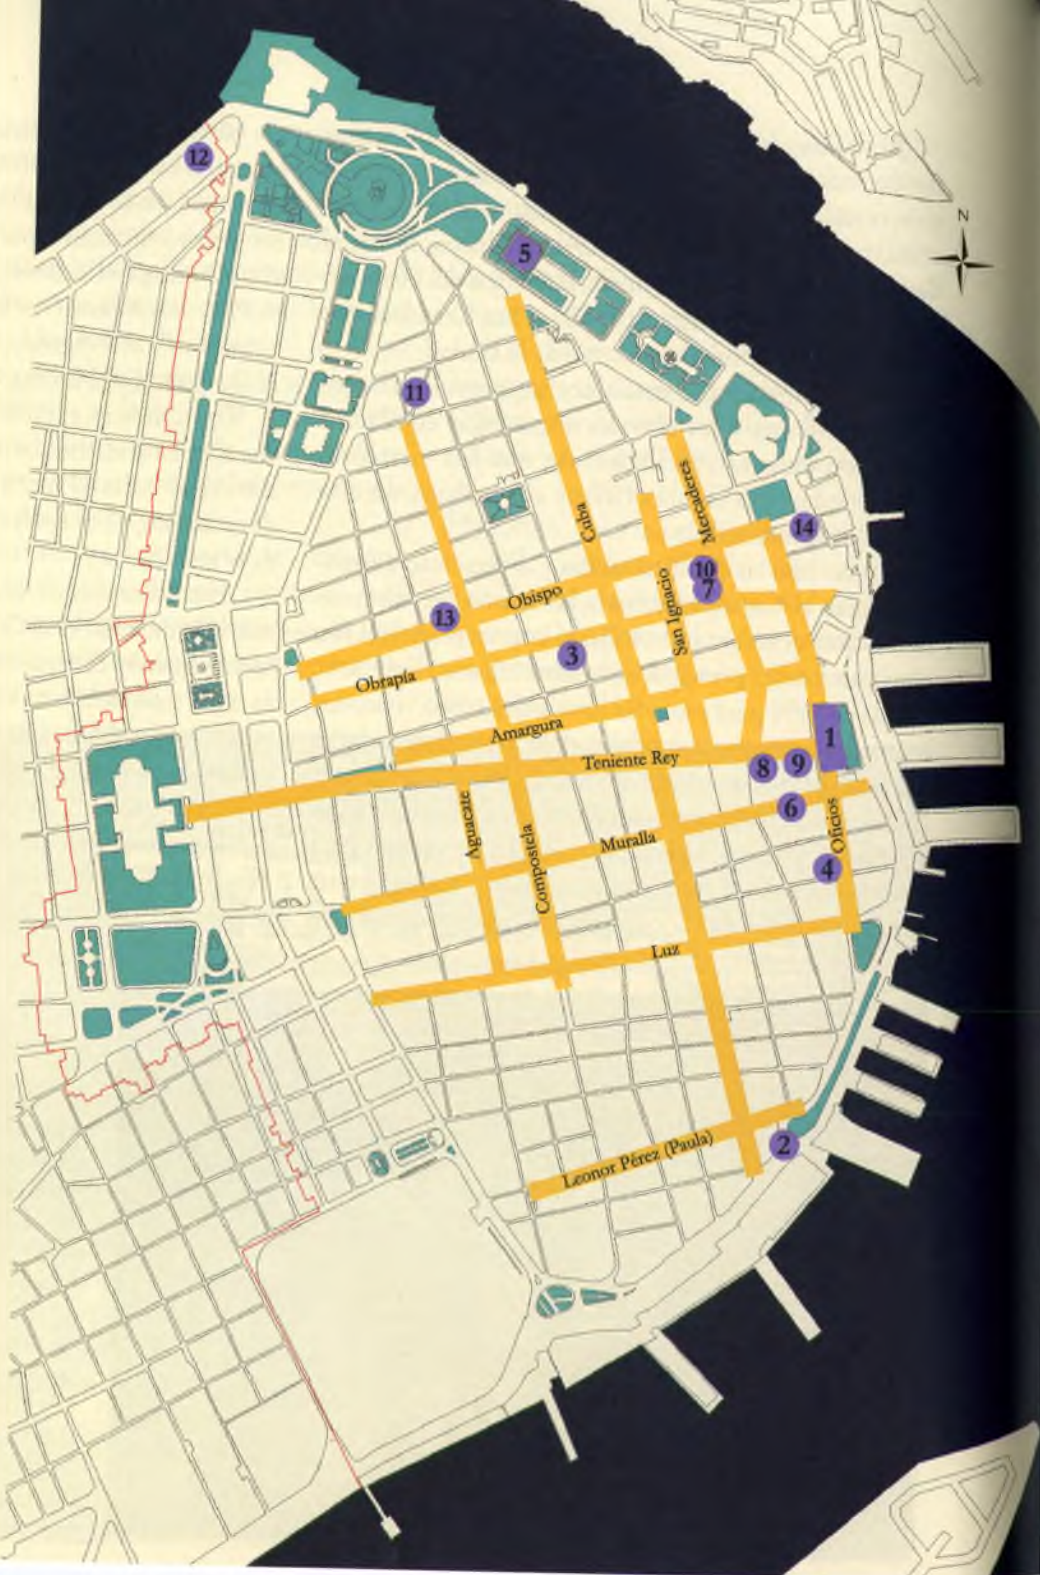 12
N
5
11
Cuba
Mercaderes
14
10
7
San Ignacio
Obispo
13
3
Obrapía
Amargura
1
Teniente Rey
8
9
Aguacate
6
Oficios
Compostela
Muralla
4
Luz
2
Leonor Pérez (Paula)